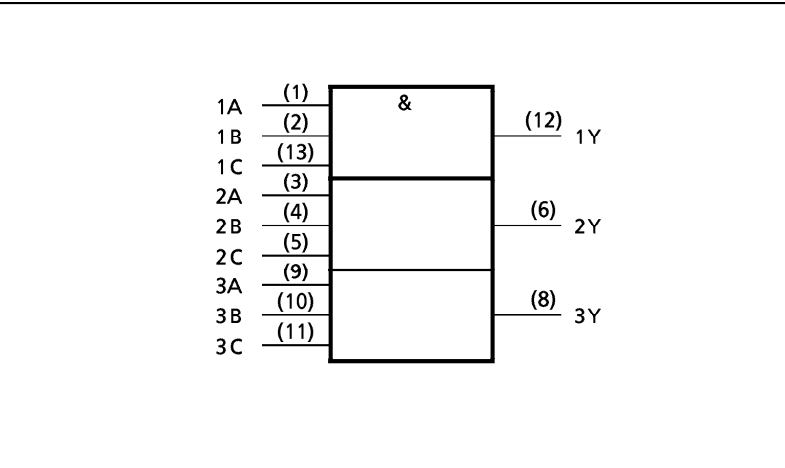 1A (1) & (12) 1Y
1B (2)
1C (13)
2A (3)
2B (4) (6) 2Y
2C (5)
3A (9)
3B (10) (8) 3Y
3C (11)